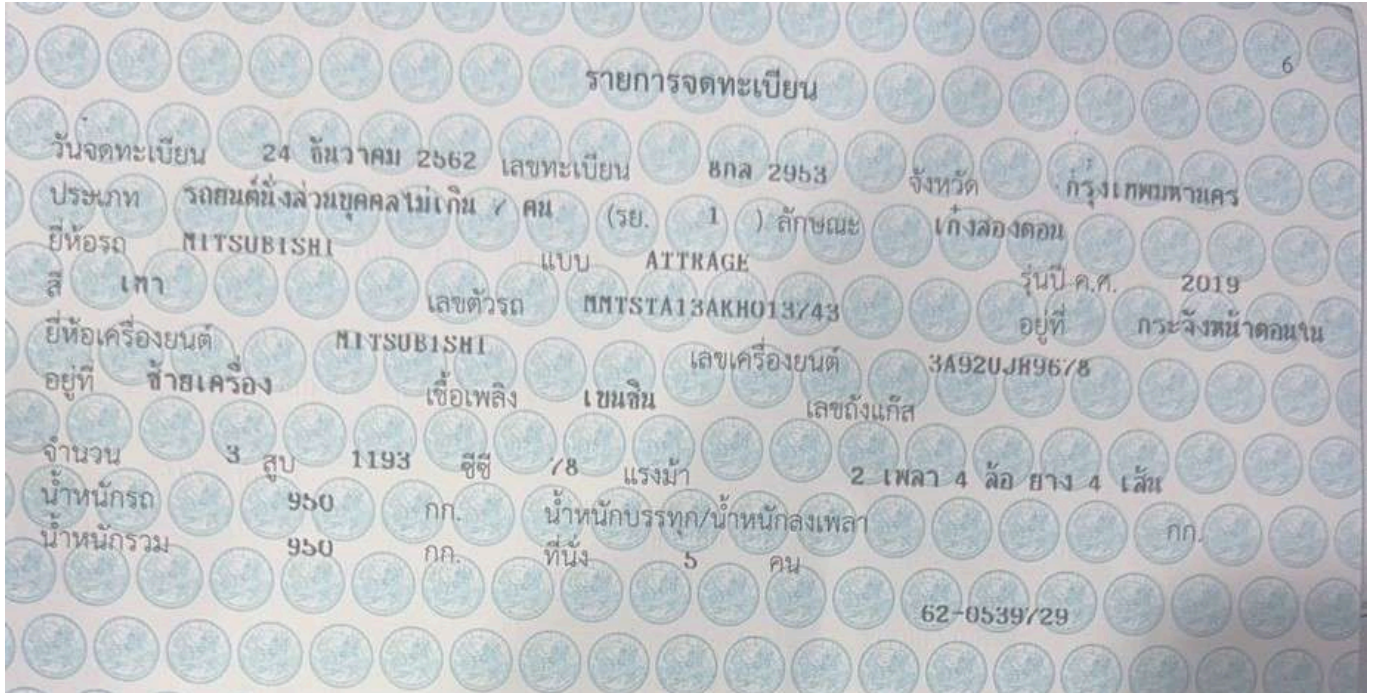 6
รายการจดทะเบียน
วันจดทะเบียน 24 ธันวาคม 2562 เลขทะเบียน 8กล 2953 จังหวัด กรุงเทพมหานคร
ประเภท รถยนต์นั่งส่วนบุคคลไม่เกิน 7 คน (รย. 1 ) ลักษณะ เก๋งสองตอน
ยี่ห้อรถ MITSUBISHI แบบ ATTRAGE รุ่นปี ค.ศ. 2019
สี เทา เลขตัวรถ MMTSTA13AKH013743 อยู่ที่ กระจังหน้าตอนใน
ยี่ห้อเครื่องยนต์ MITSUBISHI เลขเครื่องยนต์ 3A92UJH9678
อยู่ที่ ซ้ายเครื่อง เชื้อเพลิง เบนซิน เลขถังแก๊ส
จำนวน 3 สูบ 1193 ซีซี 78 แรงม้า 2 เพลา 4 ล้อ ยาง 4 เส้น
น้ำหนักรถ 950 กก. น้ำหนักบรรทุก/น้ำหนักลงเพลา กก.
น้ำหนักรวม 950 กก. ที่นั่ง 5 คน
62-0539729